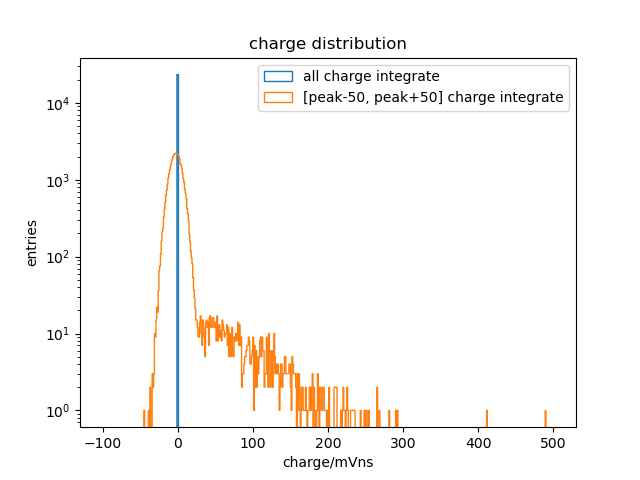 charge distribution
all charge integrate
[peak-50, peak+50] charge integrate
entries
10^4
10^3
10^2
10^1
10^0
−100
0
100
200
300
400
500
charge/mVns